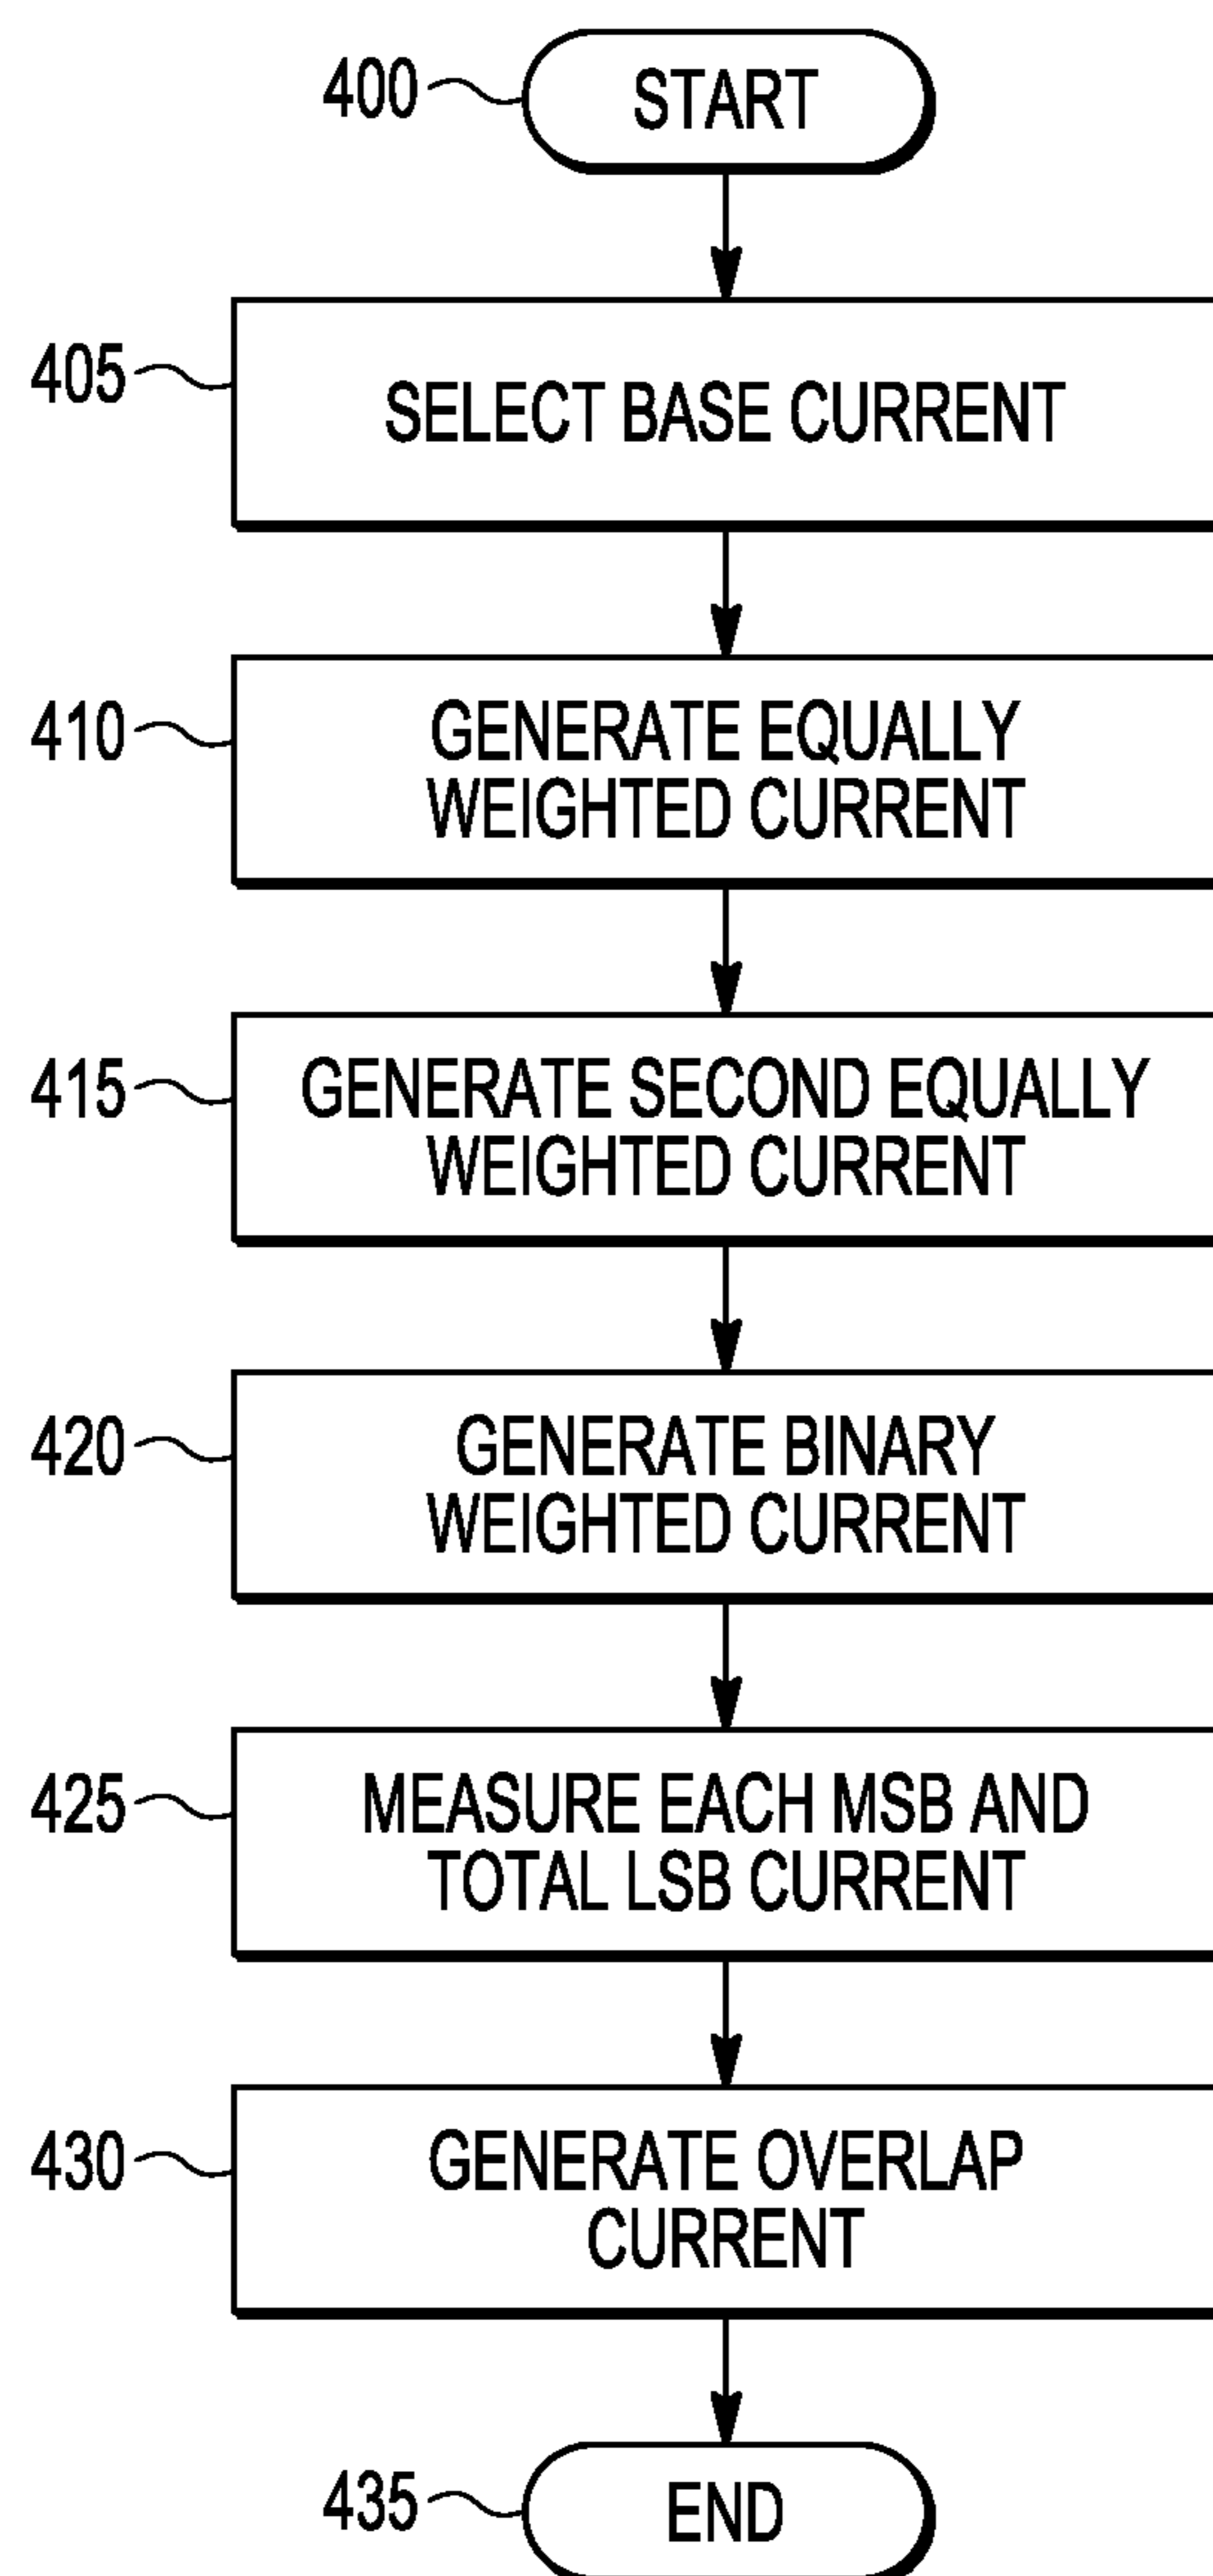 400
START
405
SELECT BASE CURRENT
410
GENERATE EQUALLY
WEIGHTED CURRENT
415
GENERATE SECOND EQUALLY
WEIGHTED CURRENT
420
GENERATE BINARY
WEIGHTED CURRENT
425
MEASURE EACH MSB AND
TOTAL LSB CURRENT
430
GENERATE OVERLAP
CURRENT
435
END